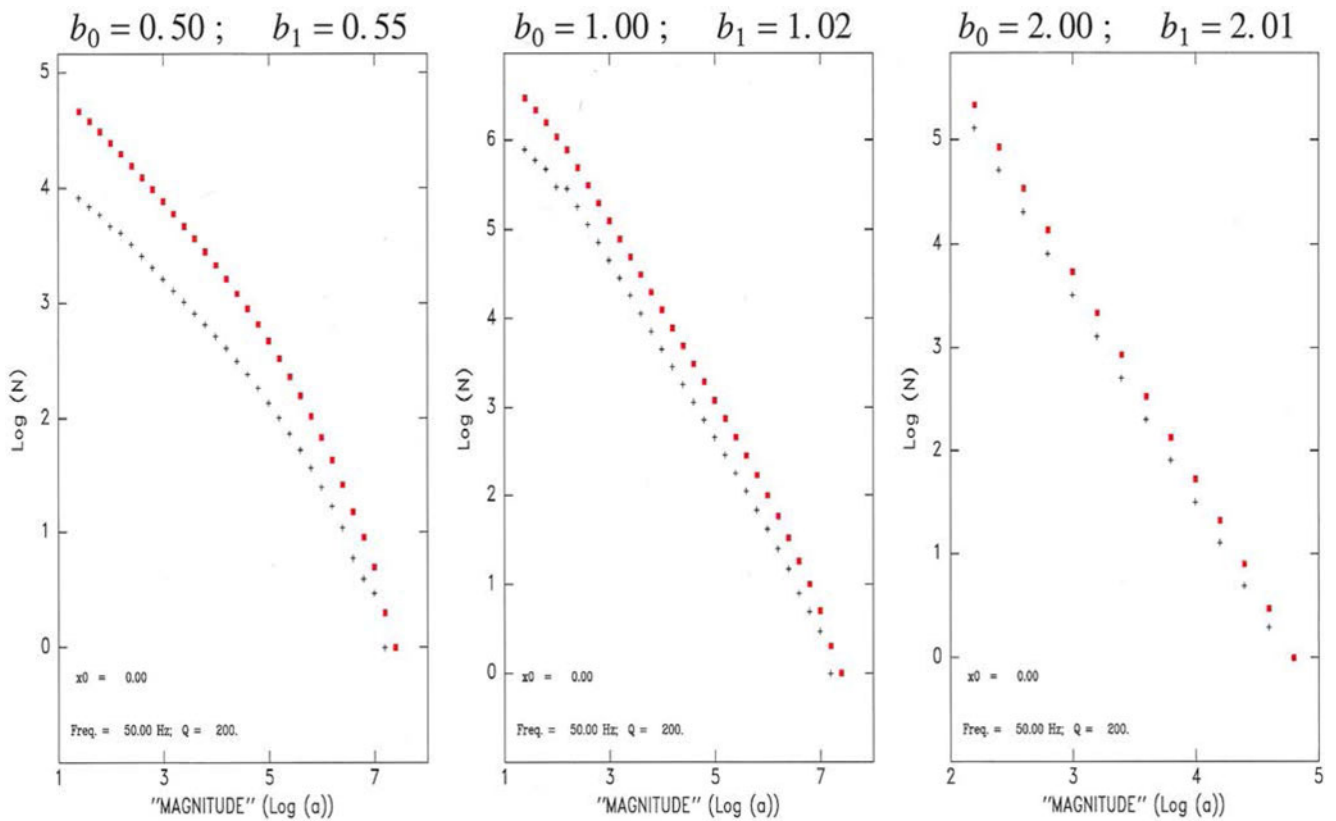 b₀ = 0.50 ; b₁ = 0.55
5
4
3
2
1
0
Log (N)
x0 = 0.00
Freq. = 50.00 Hz; Q = 200.
1 3 5 7
"MAGNITUDE" (Log (a))
b₀ = 1.00 ; b₁ = 1.02
6
5
4
3
2
1
0
Log (N)
x0 = 0.00
Freq. = 50.00 Hz; Q = 200.
1 3 5 7
"MAGNITUDE" (Log (a))
b₀ = 2.00 ; b₁ = 2.01
5
4
3
2
1
0
Log (N)
x0 = 0.00
Freq. = 50.00 Hz; Q = 200.
2 3 4 5
"MAGNITUDE" (Log (a))